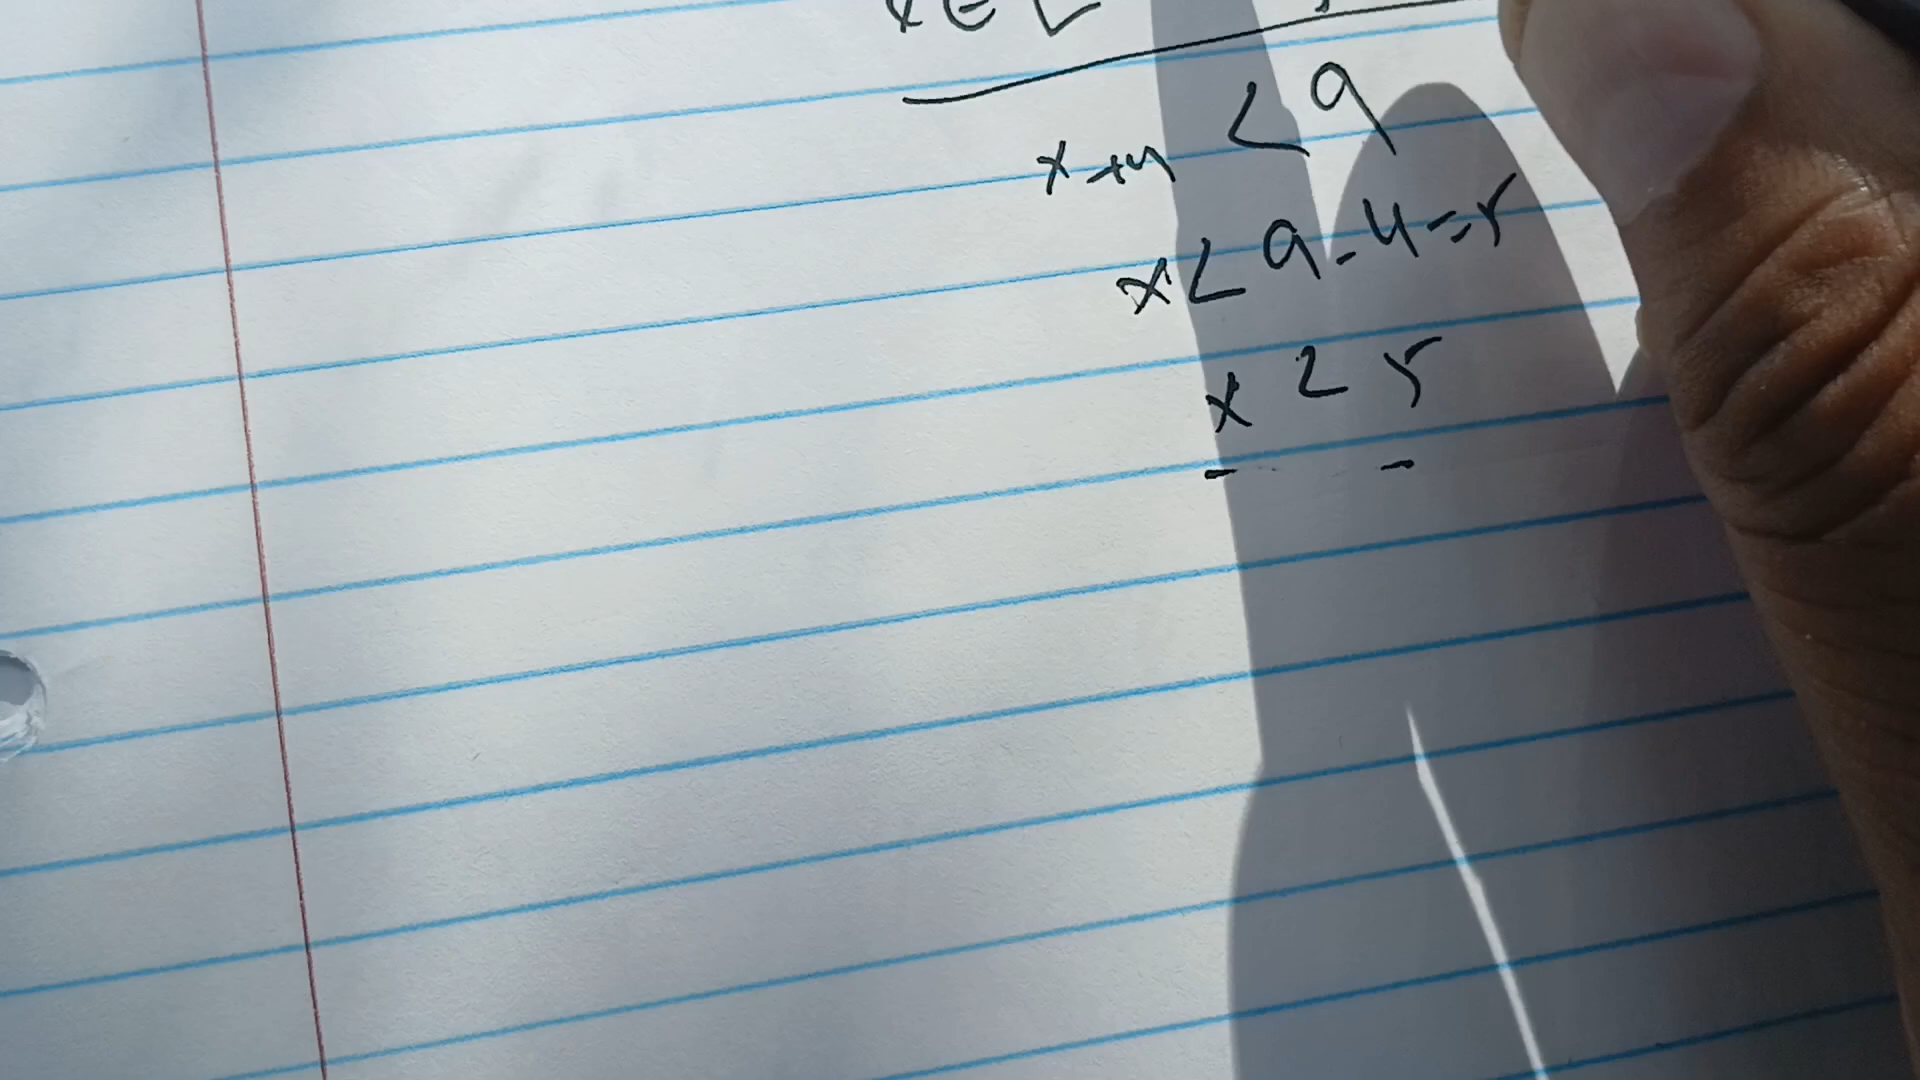 x ∈ [
x + 4 < 9
x < 9 - 4 = 5
x < 5